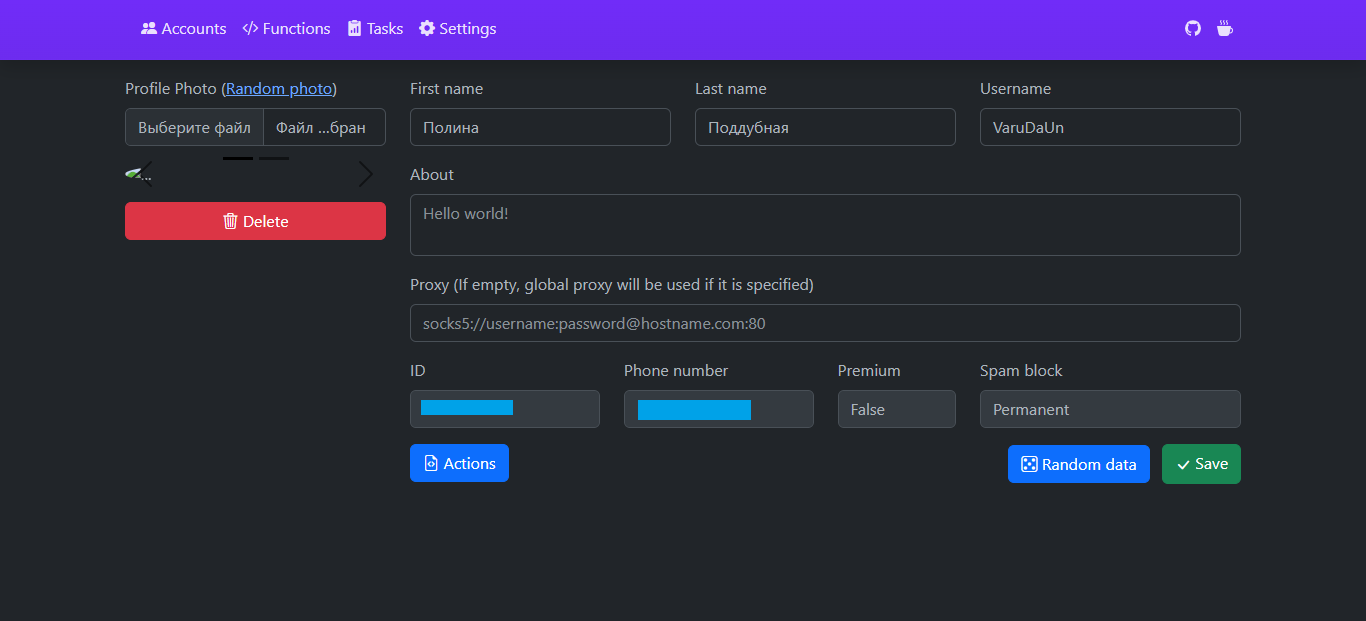 Accounts Functions Tasks Settings
Profile Photo (Random photo) First name Last name Username
Выберите файл Файл ...бран Полина Поддубная VaruDaUn
... About
Delete Hello world!
Proxy (If empty, global proxy will be used if it is specified)
socks5://username:password@hostname.com:80
ID Phone number Premium Spam block
False Permanent
Actions Random data Save